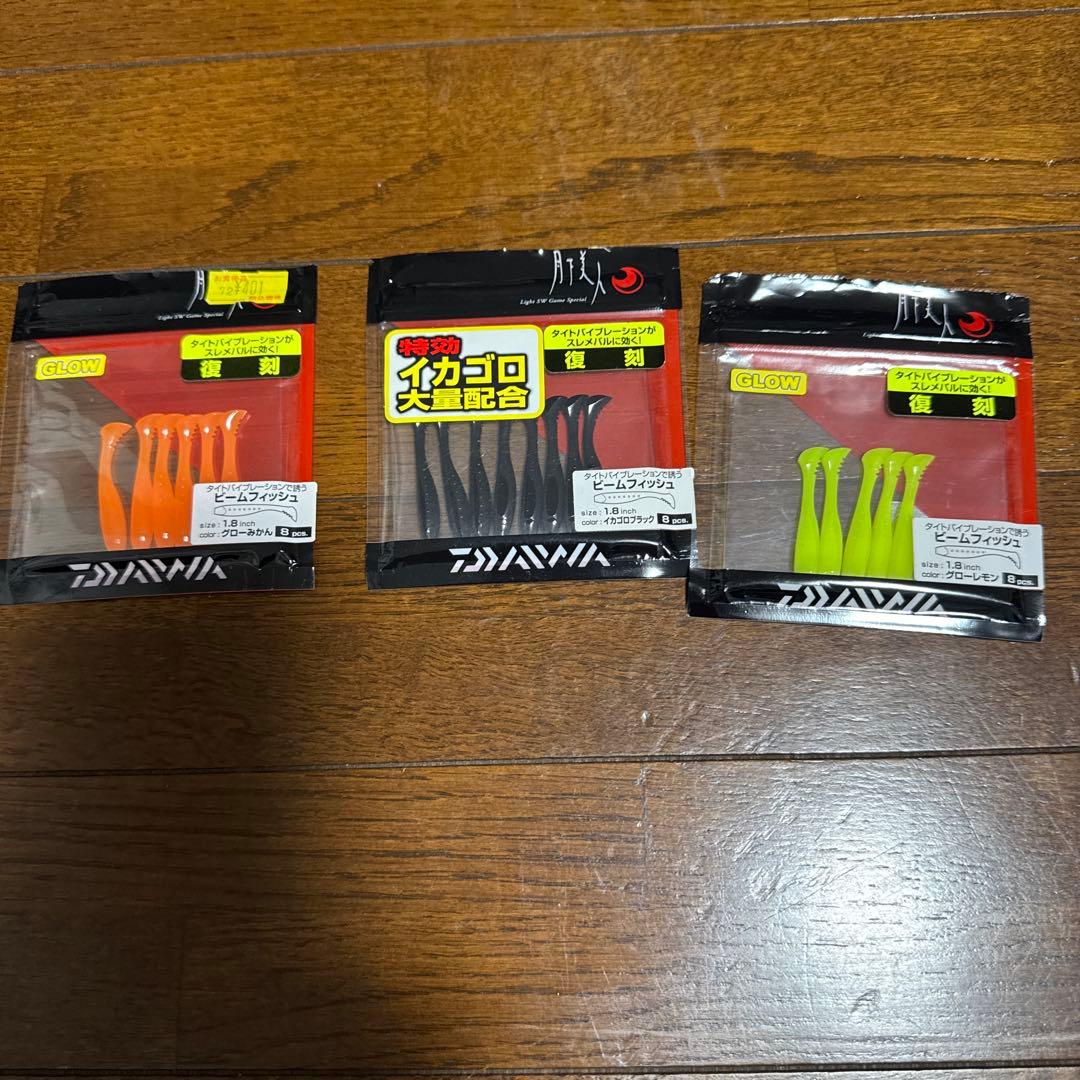 お買得品
72 ¥401
月下美人
Light SW Game Special
GLOW
タイトバイブレーションが
スレメバルに効く!
復刻
タイトバイブレーションで誘う
ビームフィッシュ
size : 1.8 inch
color : グローみかん 8 pcs.
DAIWA
月下美人
Light SW Game Special
特効
イカゴロ
大量配合
タイトバイブレーションが
スレメバルに効く!
復刻
タイトバイブレーションで誘う
ビームフィッシュ
size : 1.8 inch
color : イカゴロブラック 8 pcs.
DAIWA
月下美人
Light
GLOW
タイトバイブレーションが
スレメバルに効く!
復刻
タイトバイブレーションで誘う
ビームフィッシュ
size : 1.8 inch
color : グローレモン 8 pcs.
DAIWA